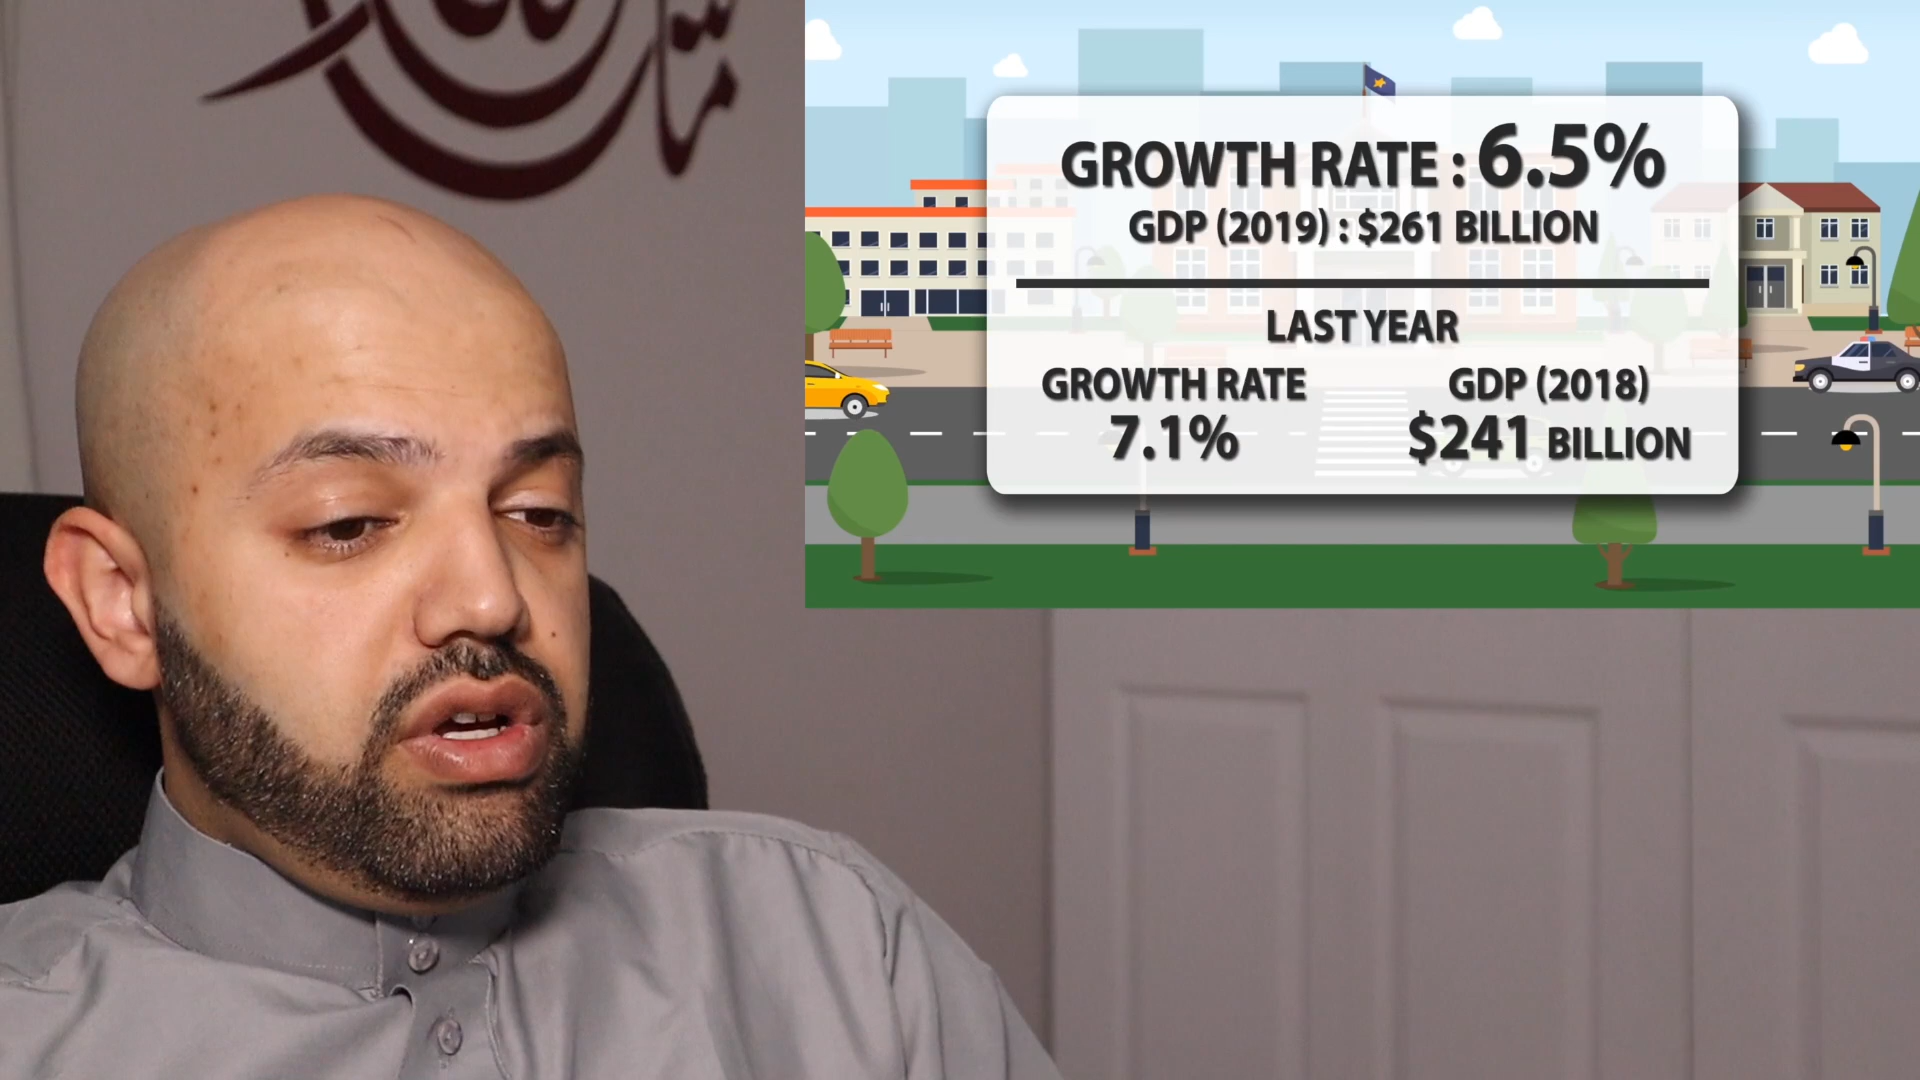 GROWTH RATE : 6.5%
GDP (2019) : $261 BILLION
LAST YEAR
GROWTH RATE
7.1%
GDP (2018)
$241 BILLION